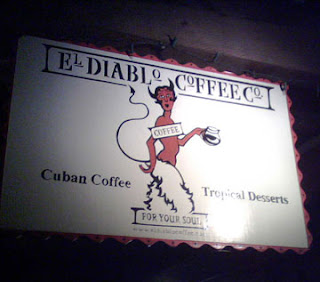 EL DIABLO COFFEE CO.
COFFEE
Cuban Coffee
Tropical Desserts
FOR YOUR SOUL